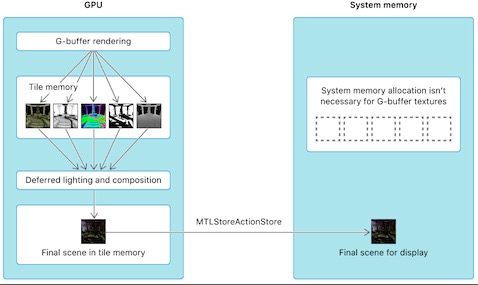 GPU
System memory
G-buffer rendering
Tile memory
System memory allocation isn't
necessary for G-buffer textures
Deferred lighting and composition
MTLStoreActionStore
Final scene in tile memory
Final scene for display